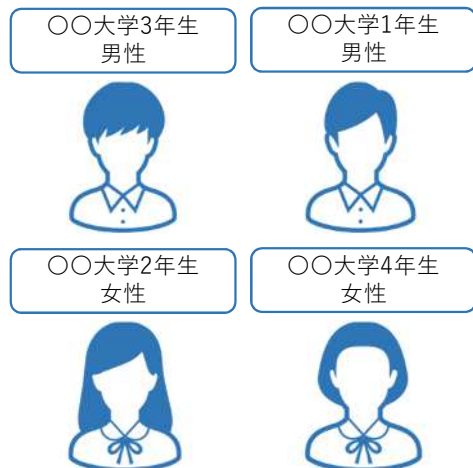 〇〇大学3年生
男性
〇〇大学1年生
男性
〇〇大学2年生
女性
〇〇大学4年生
女性